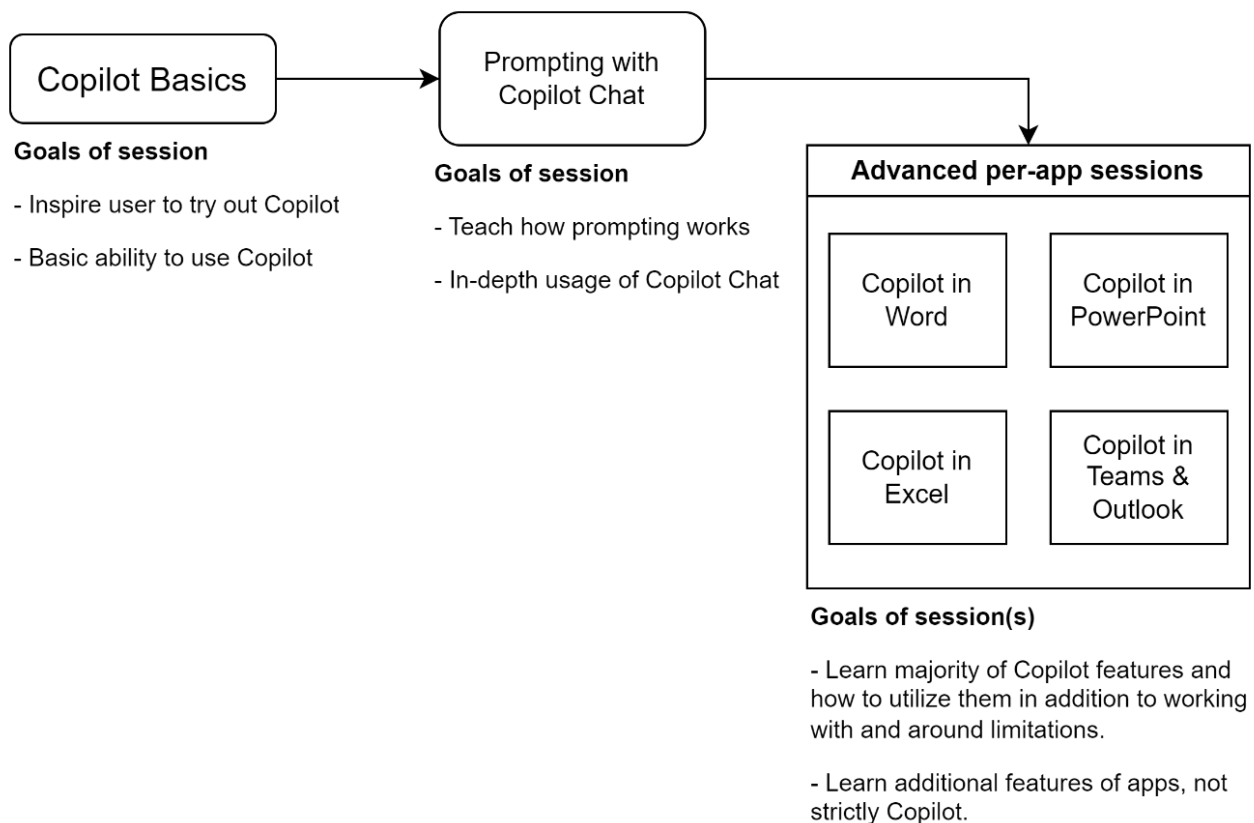 Copilot Basics
Goals of session
- Inspire user to try out Copilot
- Basic ability to use Copilot
Prompting with
Copilot Chat
Goals of session
- Teach how prompting works
- In-depth usage of Copilot Chat
Advanced per-app sessions
Copilot in
Word
Copilot in
PowerPoint
Copilot in
Excel
Copilot in
Teams &
Outlook
Goals of session(s)
- Learn majority of Copilot features and
how to utilize them in addition to working
with and around limitations.
- Learn additional features of apps, not
strictly Copilot.